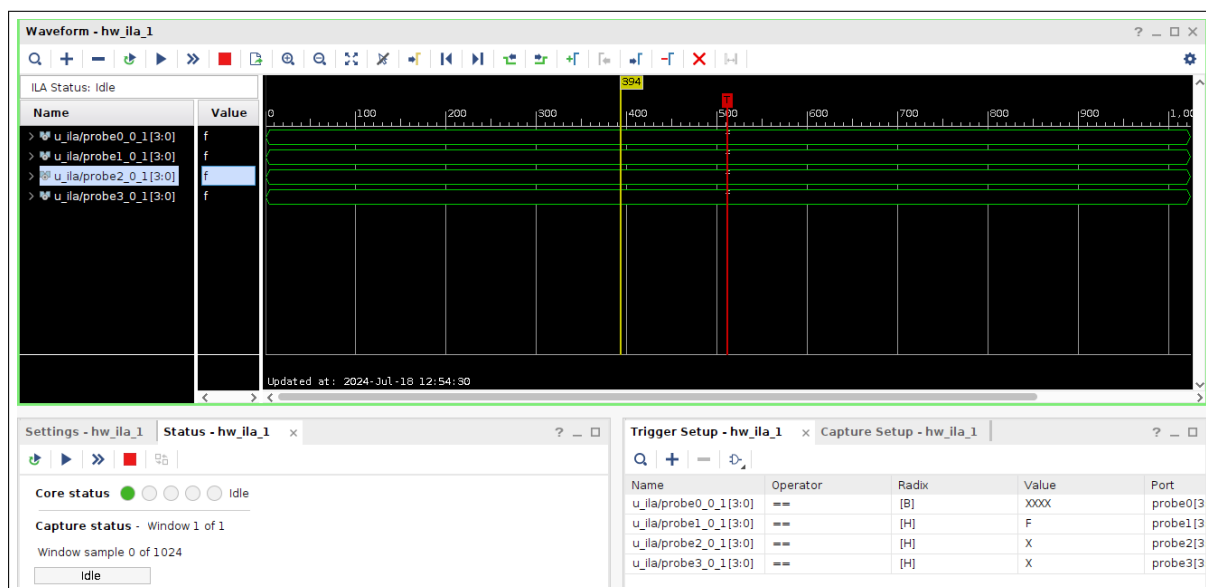 Waveform - hw_ila_1
ILA Status: Idle
394
Name Value
T
0 100 200 300 400 500 600 700 800 900 1,00
u_ila/probe0_0_1[3:0] f f
u_ila/probe1_0_1[3:0] f f
u_ila/probe2_0_1[3:0] f f
u_ila/probe3_0_1[3:0] f f
Updated at: 2024-Jul-18 12:54:30
Settings - hw_ila_1 Status - hw_ila_1 × ? Trigger Setup - hw_ila_1 × Capture Setup - hw_ila_1 ?
Core status Idle
Capture status - Window 1 of 1
Window sample 0 of 1024
Idle
Name Operator Radix Value Port
u_ila/probe0_0_1[3:0] == [B] XXXX probe0[3
u_ila/probe1_0_1[3:0] == [H] F probe1[3
u_ila/probe2_0_1[3:0] == [H] X probe2[3
u_ila/probe3_0_1[3:0] == [H] X probe3[3